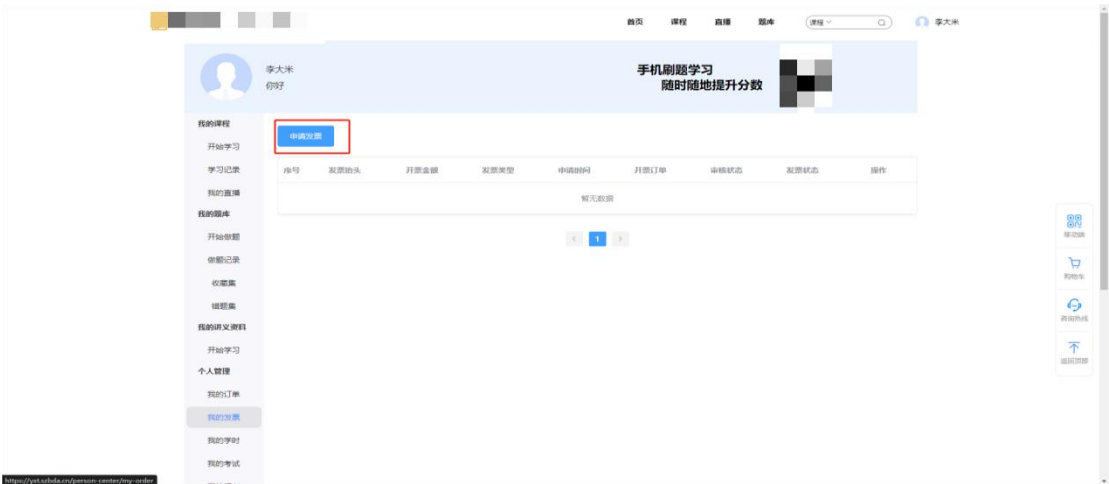 首页 课程 直播 题库 课程 李大米
李大米
你好
手机刷题学习
随时随地提升分数
我的课程
开始学习
学习记录
我的直播
我的题库
开始做题
做题记录
收藏集
错题集
我的讲义资料
开始学习
个人管理
我的订单
我的发票
我的学时
我的考试
申请发票
序号 发票抬头 开票金额 发票类型 申请时间 开票订单 审核状态 发票状态 操作
暂无数据
1
移动端
购物车
咨询热线
返回顶部
https://yst.szhda.cn/person-center/my-order